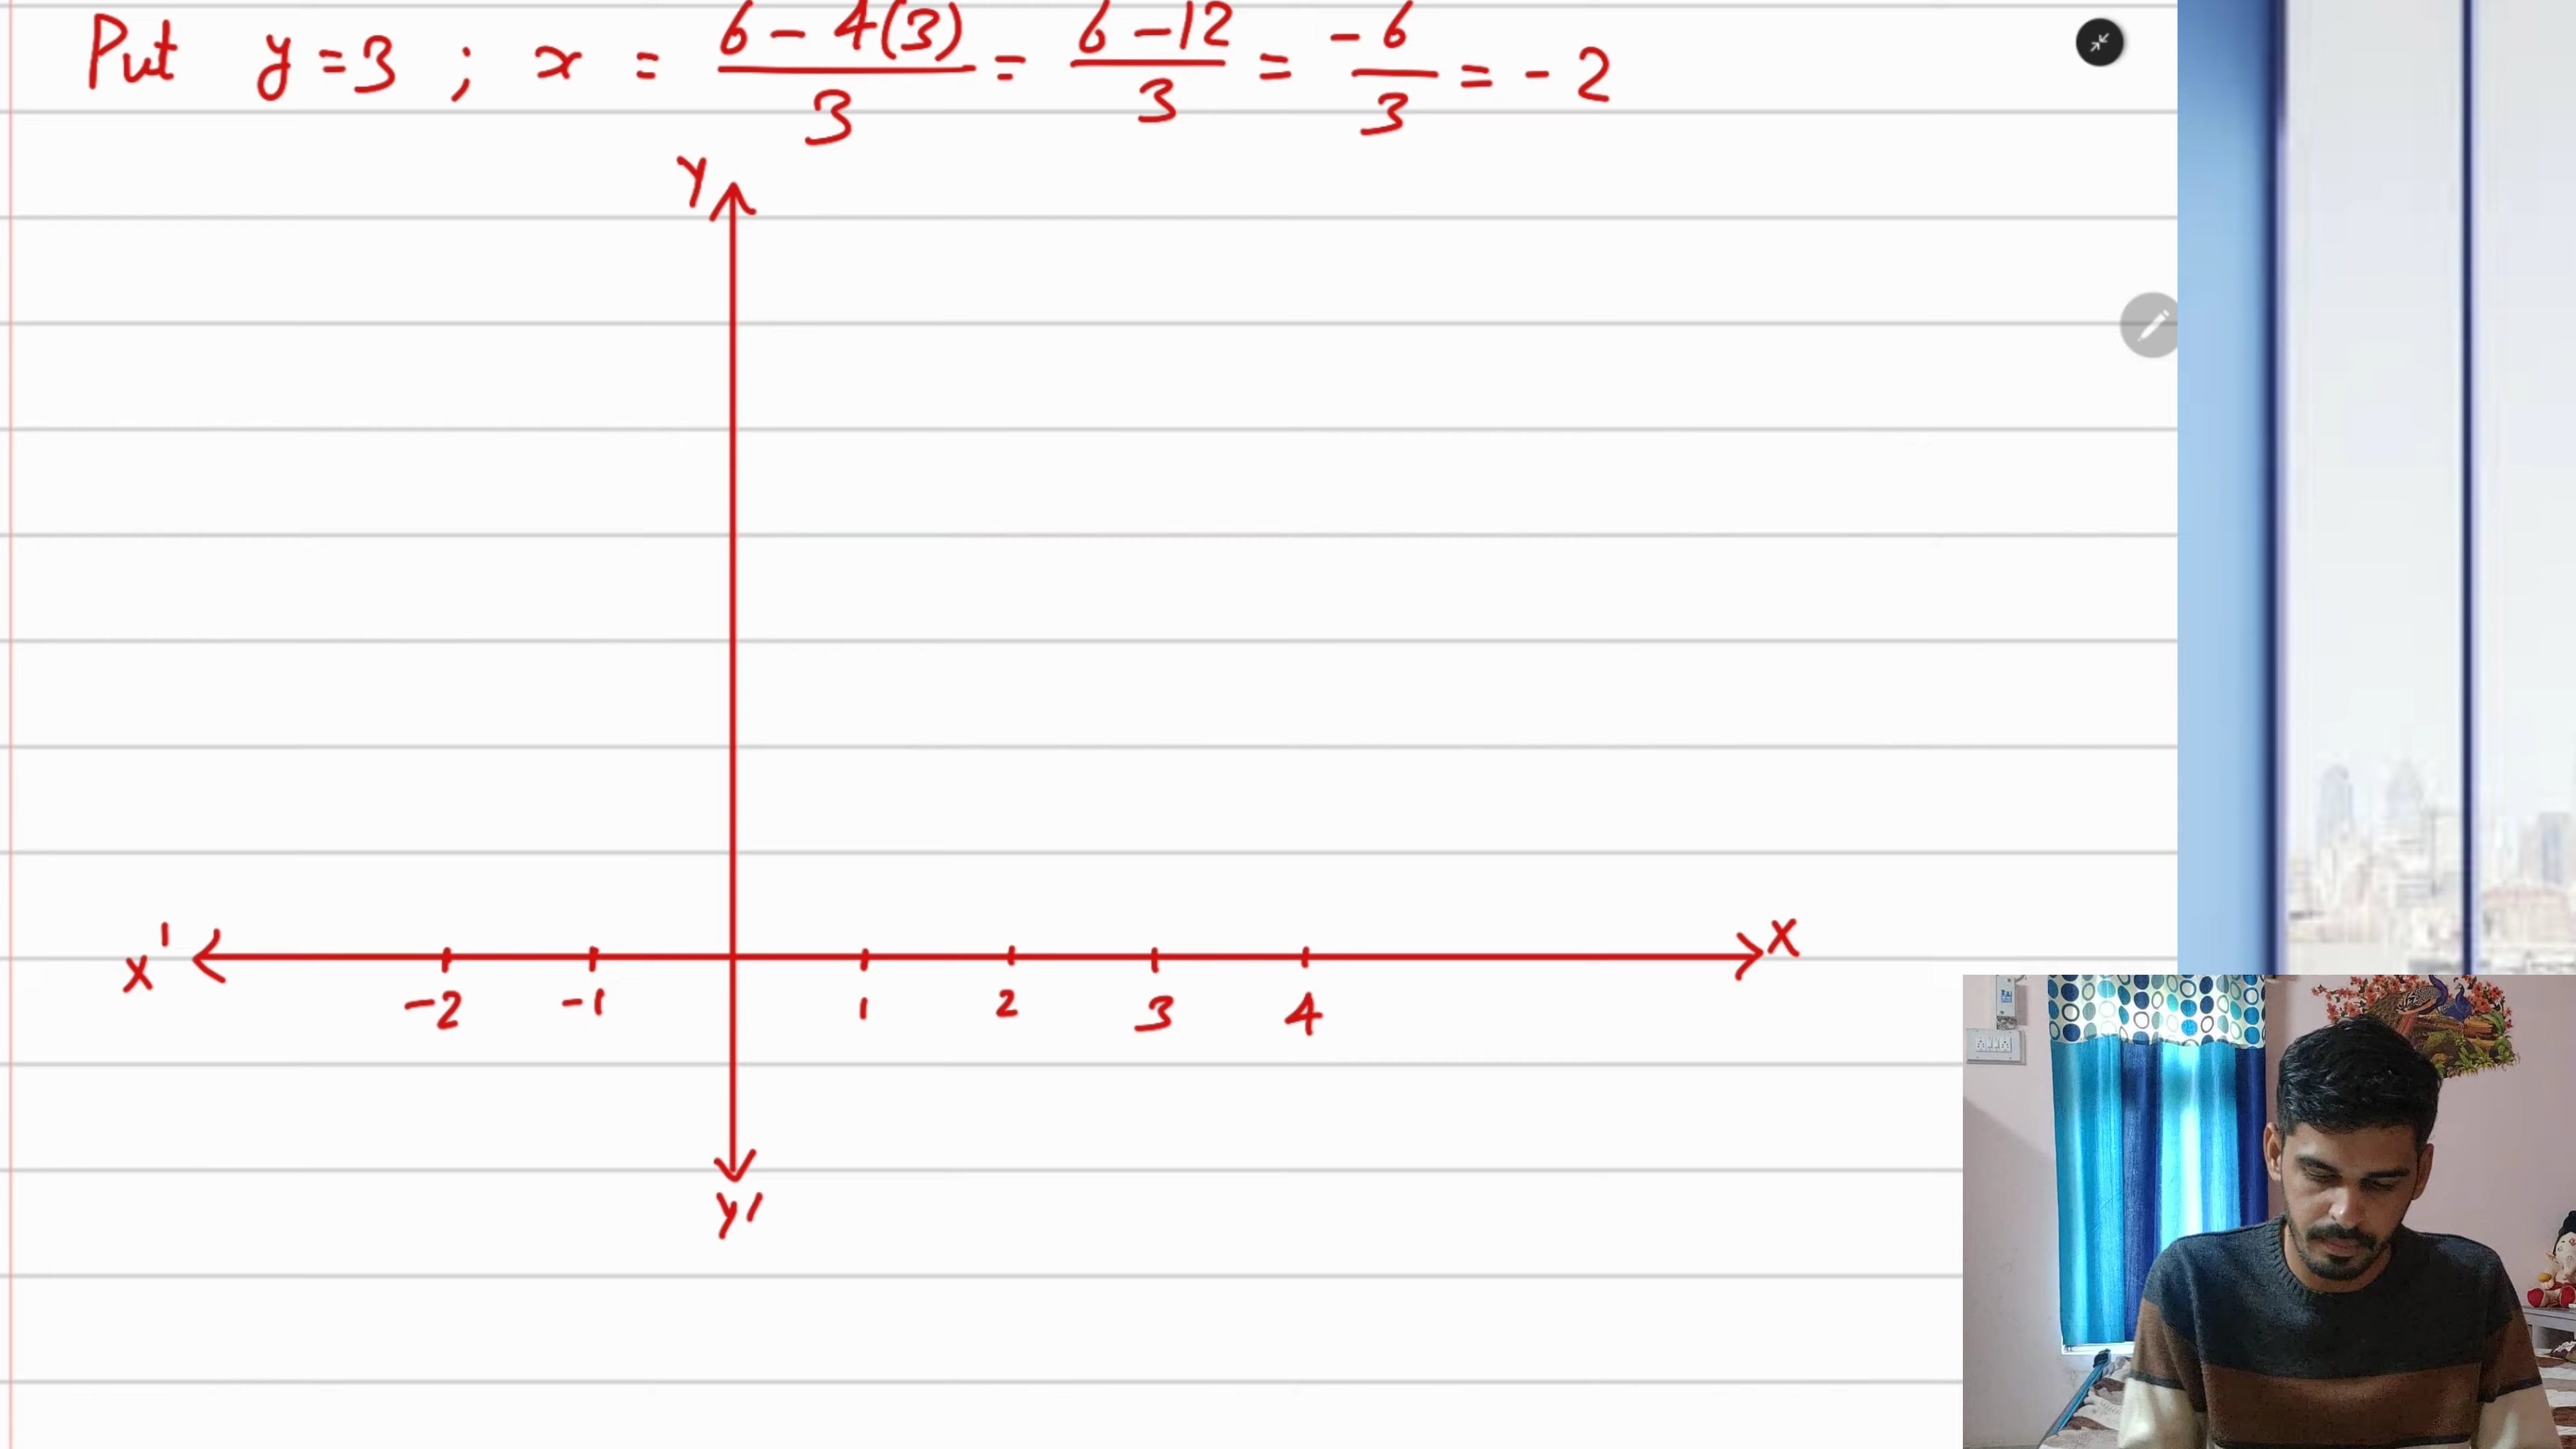 Put y = 3 ; x = 6 - 4(3)/3 = 6 - 12/3 = -6/3 = - 2
Y
X' X
-2 -1 1 2 3 4
Y'